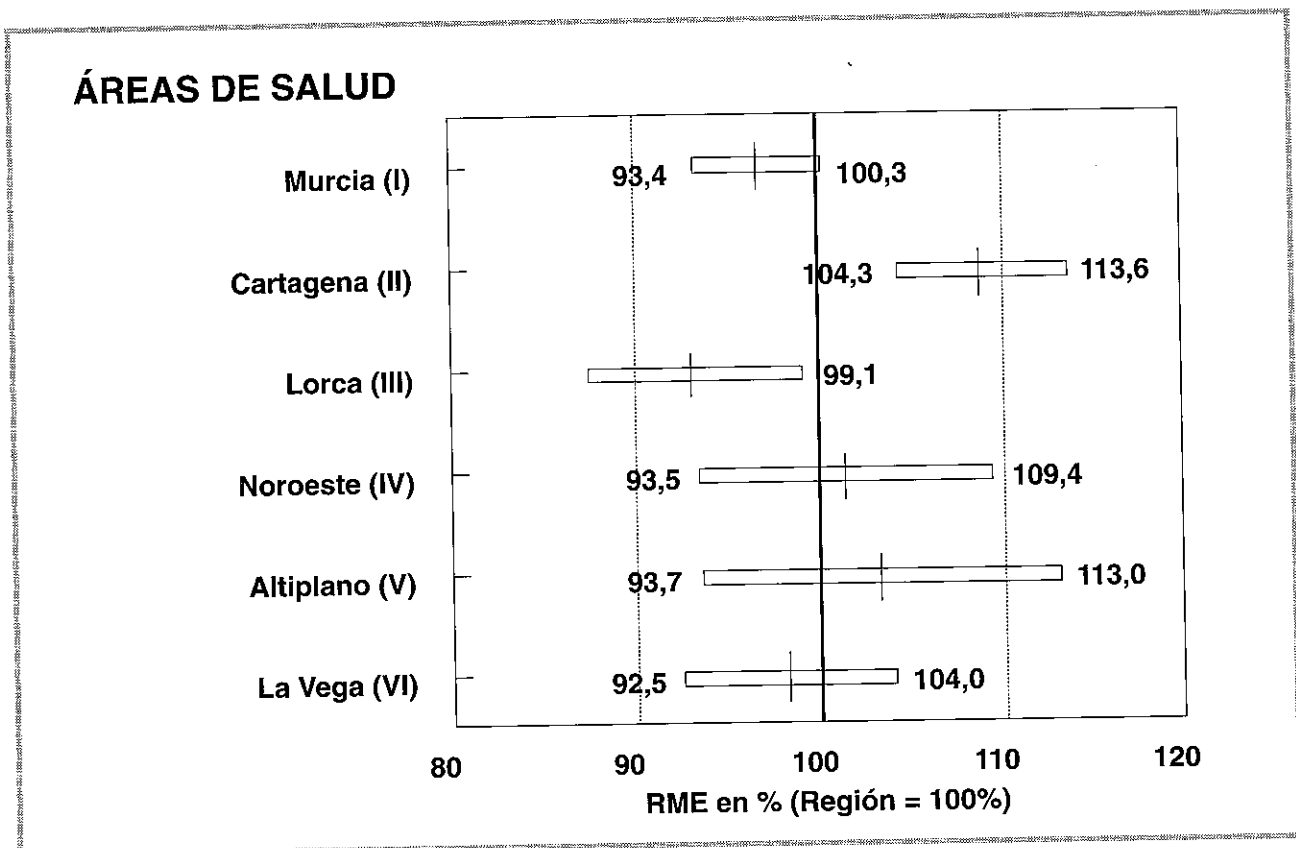 ÁREAS DE SALUD
Murcia (I) 93,4 100,3
Cartagena (II) 104,3 113,6
Lorca (III) 99,1
Noroeste (IV) 93,5 109,4
Altiplano (V) 93,7 113,0
La Vega (VI) 92,5 104,0
80 90 100 110 120
RME en % (Región = 100%)